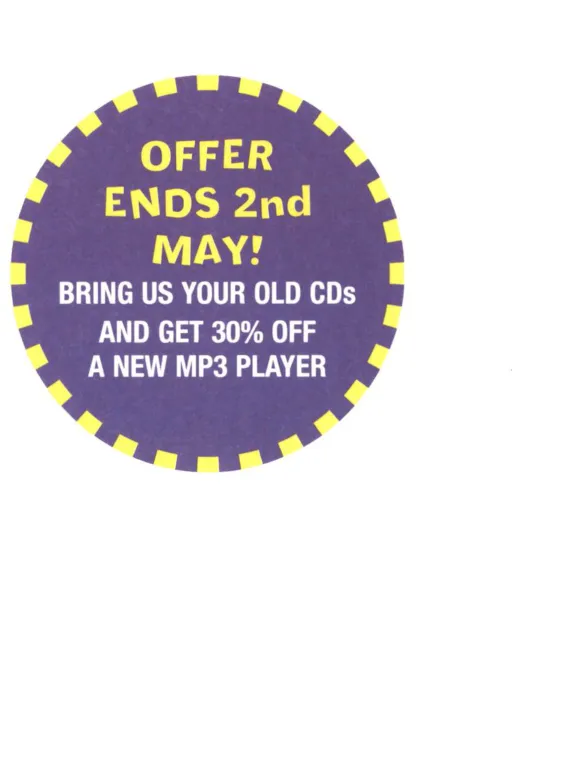 OFFER
ENDS 2nd
MAY!
BRING US YOUR OLD CDs
AND GET 30% OFF
A NEW MP3 PLAYER